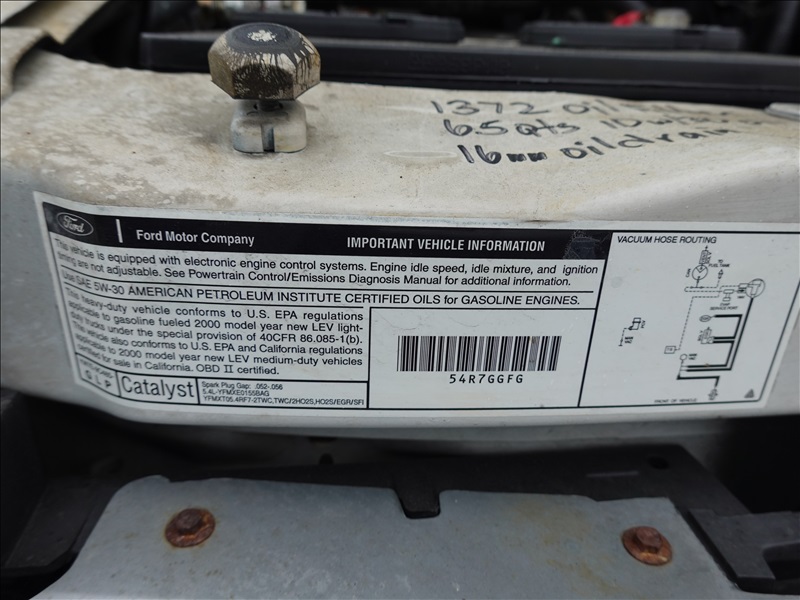 1372 Oil
6.5 qts
16mm oil drain
Ford
Ford Motor Company
IMPORTANT VEHICLE INFORMATION
This vehicle is equipped with electronic engine control systems. Engine idle speed, idle mixture, and ignition
timing are not adjustable. See Powertrain Control/Emissions Diagnosis Manual for additional information.
Use SAE 5W-30 AMERICAN PETROLEUM INSTITUTE CERTIFIED OILS for GASOLINE ENGINES.
This heavy-duty vehicle conforms to U.S. EPA regulations
applicable to gasoline fueled 2000 model year new LEV light-
duty trucks under the special provision of 40CFR 86.085-1(b).
This vehicle also conforms to U.S. EPA and California regulations
applicable to 2000 model year new LEV medium-duty vehicles
certified for sale in California. OBD II certified.
GLP
Catalyst
Spark Plug Gap: .052-.056
5.4L-YFMXE0155BAG
YFMXT05.4RF7-2TWC,TWC/2HO2S,HO2S/EGR/SFI
54R7GGFG
VACUUM HOSE ROUTING
FUEL TANK
FRONT OF VEHICLE